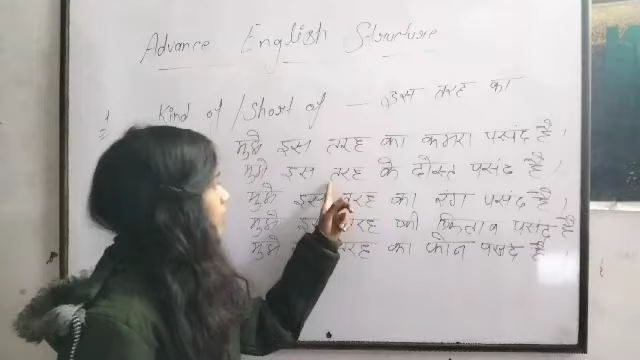 Advance English Structure
1 Kind of / Short of — इस तरह का
मुझे इस तरह का कमरा पसंद है।
मुझे इस तरह के दोस्त पसंद है।
मुझे इस तरह का रंग पसंद है।
मुझे इस तरह की किताब पसंद है
मुझे तरह का फोन पसंद है।